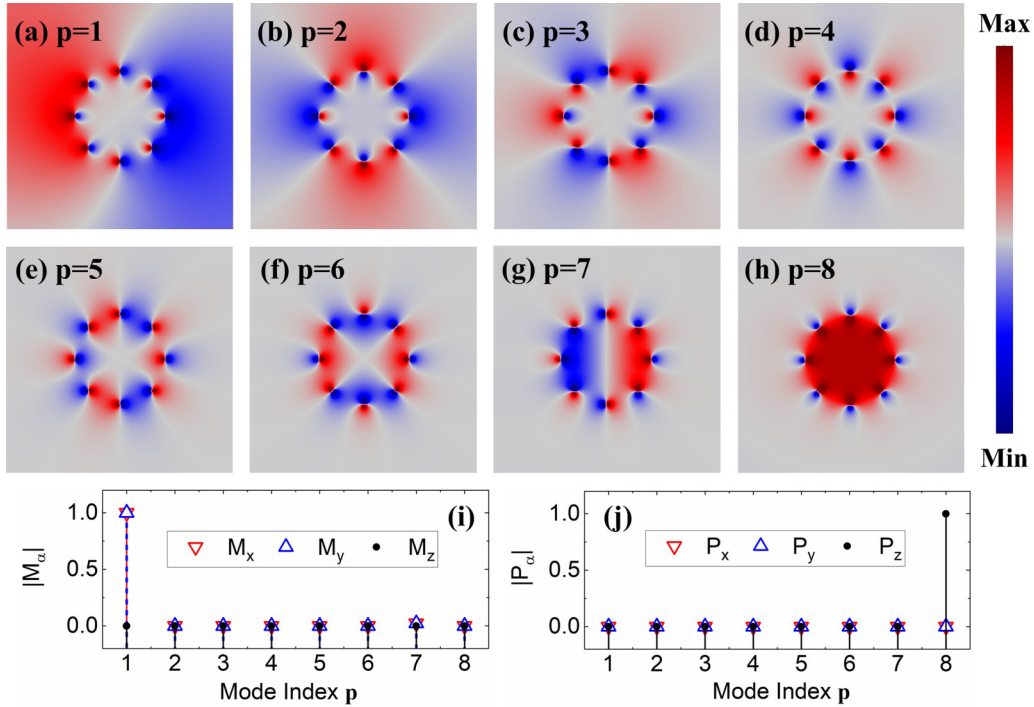 (a) p=1
(b) p=2
(c) p=3
(d) p=4
Max
(e) p=5
(f) p=6
(g) p=7
(h) p=8
Min
(i)
1.0
0.5
0.0
|Mα|
Mx My Mz
1 2 3 4 5 6 7 8
Mode Index p
(j)
1.0
0.5
0.0
|Pα|
Px Py Pz
1 2 3 4 5 6 7 8
Mode Index p